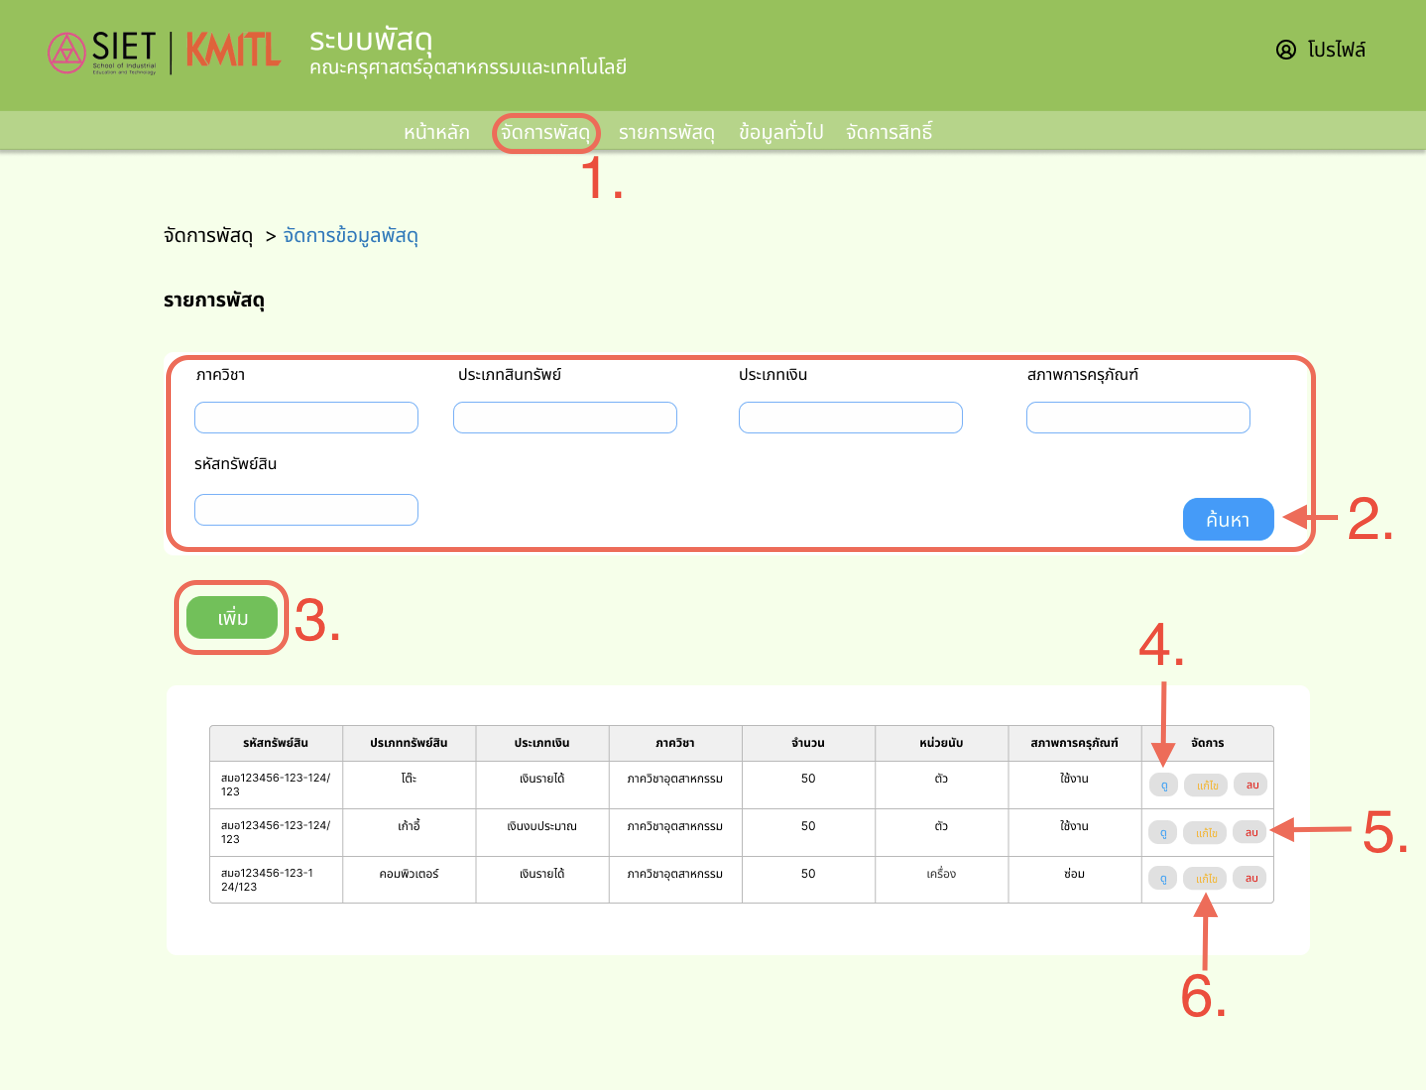 SIET
School of Industrial
Education and Technology
KMITL
ระบบพัสดุ
คณะครุศาสตร์อุตสาหกรรมและเทคโนโลยี
โปรไฟล์
หน้าหลัก จัดการพัสดุ รายการพัสดุ ข้อมูลทั่วไป จัดการสิทธิ์
1.
จัดการพัสดุ > จัดการข้อมูลพัสดุ
รายการพัสดุ
ภาควิชา ประเภทสินทรัพย์ ประเภทเงิน สภาพการครุภัณฑ์
รหัสทรัพย์สิน
ค้นหา
2.
เพิ่ม
3.
4.
รหัสทรัพย์สิน ปรเภททรัพย์สิน ประเภทเงิน ภาควิชา จำนวน หน่วยนับ สภาพการครุภัณฑ์ จัดการ
สมอ123456-123-124/
123 โต๊ะ เงินรายได้ ภาควิชาอุตสาหกรรม 50 ตัว ใช้งาน ดู แก้ไข ลบ
สมอ123456-123-124/
123 เก้าอี้ เงินงบประมาณ ภาควิชาอุตสาหกรรม 50 ตัว ใช้งาน ดู แก้ไข ลบ
5.
สมอ123456-123-1
24/123 คอมพิวเตอร์ เงินรายได้ ภาควิชาอุตสาหกรรม 50 เครื่อง ซ่อม ดู แก้ไข ลบ
6.